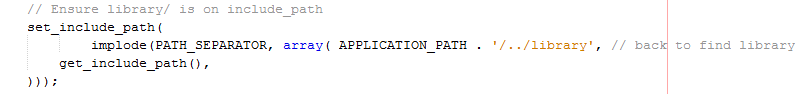 // Ensure library/ is on include_path
set_include_path(
implode(PATH_SEPARATOR, array( APPLICATION_PATH . '/../library', // back to find library
get_include_path(),
)));